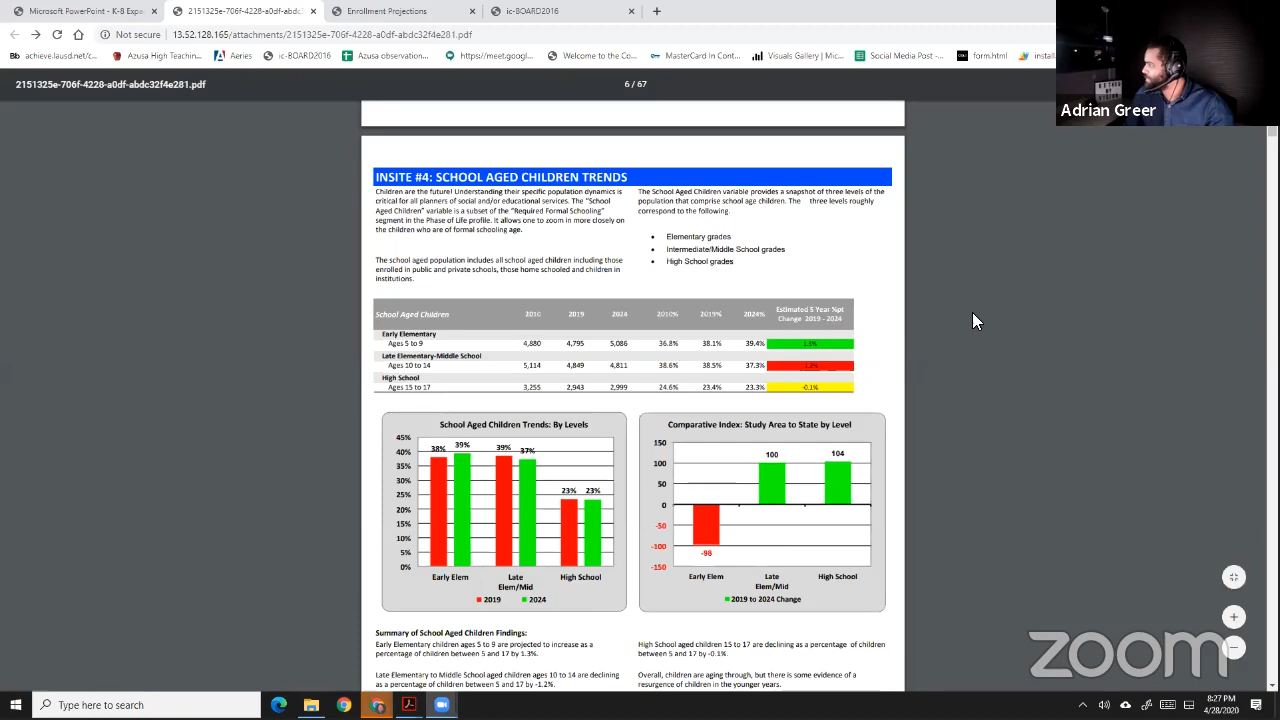 Microsoft PowerPoint - K-8 Expa
2151325e-706f-4228-a0df-abdc32f
Enrollment Projections
ic-BOARD2016
Not secure
13.52.128.165/attachments/2151325e-706f-4228-a0df-abdc32f4e281.pdf
achieve.lausd.net/c...
Azusa High Teachin...
Aeries
ic-BOARD2016
Azusa observation...
https://meet.googl...
Welcome to the Co...
MasterCard In Cont...
Visuals Gallery | Mic...
Social Media Post -...
form.html
install
2151325e-706f-4228-a0df-abdc32f4e281.pdf
6 / 67
Adrian Greer
INSITE #4: SCHOOL AGED CHILDREN TRENDS
Children are the future! Understanding their specific population dynamics is
critical for all planners of social and/or educational services. The "School
Aged Children" variable is a subset of the "Required Formal Schooling"
segment in the Phase of Life profile. It allows one to zoom in more closely on
the children who are of formal schooling age.
The school aged population includes all school aged children including those
enrolled in public and private schools, those home schooled and children in
institutions.
The School Aged Children variable provides a snapshot of three levels of the
population that comprise school age children. The three levels roughly
correspond to the following.
• Elementary grades
• Intermediate/Middle School grades
• High School grades
School Aged Children 2010 2019 2024 2010% 2019% 2024% Estimated 5 Year %pt
Change 2019 - 2024
Early Elementary
Ages 5 to 9 4,880 4,795 5,086 36.8% 38.1% 39.4% 1.3%
Late Elementary-Middle School
Ages 10 to 14 5,114 4,849 4,811 38.6% 38.5% 37.3% -1.2%
High School
Ages 15 to 17 3,255 2,943 2,999 24.6% 23.4% 23.3% -0.1%
School Aged Children Trends: By Levels
45%
40%
35%
30%
25%
20%
15%
10%
5%
0%
38% 39% 39% 37% 23% 23%
Early Elem
Late
Elem/Mid
High School
2019 2024
Comparative Index: Study Area to State by Level
150
100
50
0
-50
-100
-150
-98
100
104
Early Elem
Late
Elem/Mid
High School
2019 to 2024 Change
Summary of School Aged Children Findings:
Early Elementary children ages 5 to 9 are projected to increase as a
percentage of children between 5 and 17 by 1.3%.
Late Elementary to Middle School aged children ages 10 to 14 are declining
as a percentage of children between 5 and 17 by -1.2%.
High School aged children 15 to 17 are declining as a percentage of children
between 5 and 17 by -0.1%.
Overall, children are aging through, but there is some evidence of a
resurgence of children in the younger years.
zoom
Type here to search
8:27 PM
4/28/2020